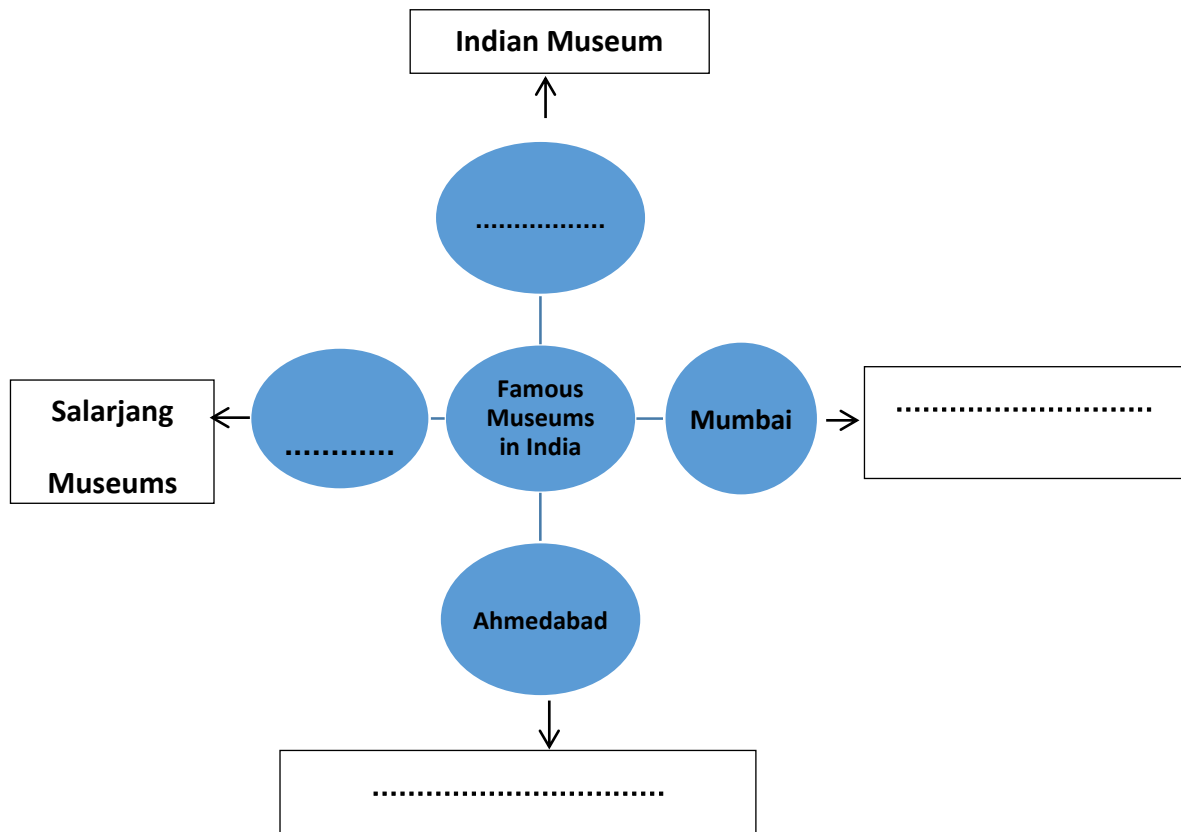 Indian Museum
.................
Salarjang
Museums
............
Famous
Museums
in India
Mumbai
.............................
Ahmedabad
.................................